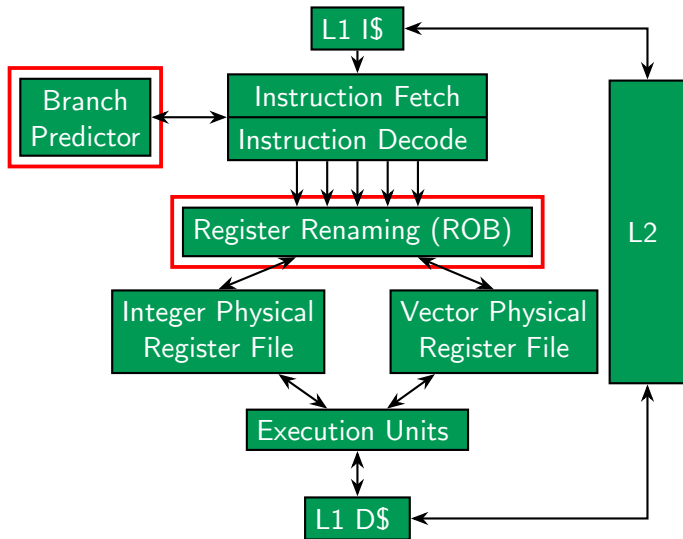 L1 I$
Branch
Predictor
Instruction Fetch
Instruction Decode
Register Renaming (ROB)
L2
Integer Physical
Register File
Vector Physical
Register File
Execution Units
L1 D$